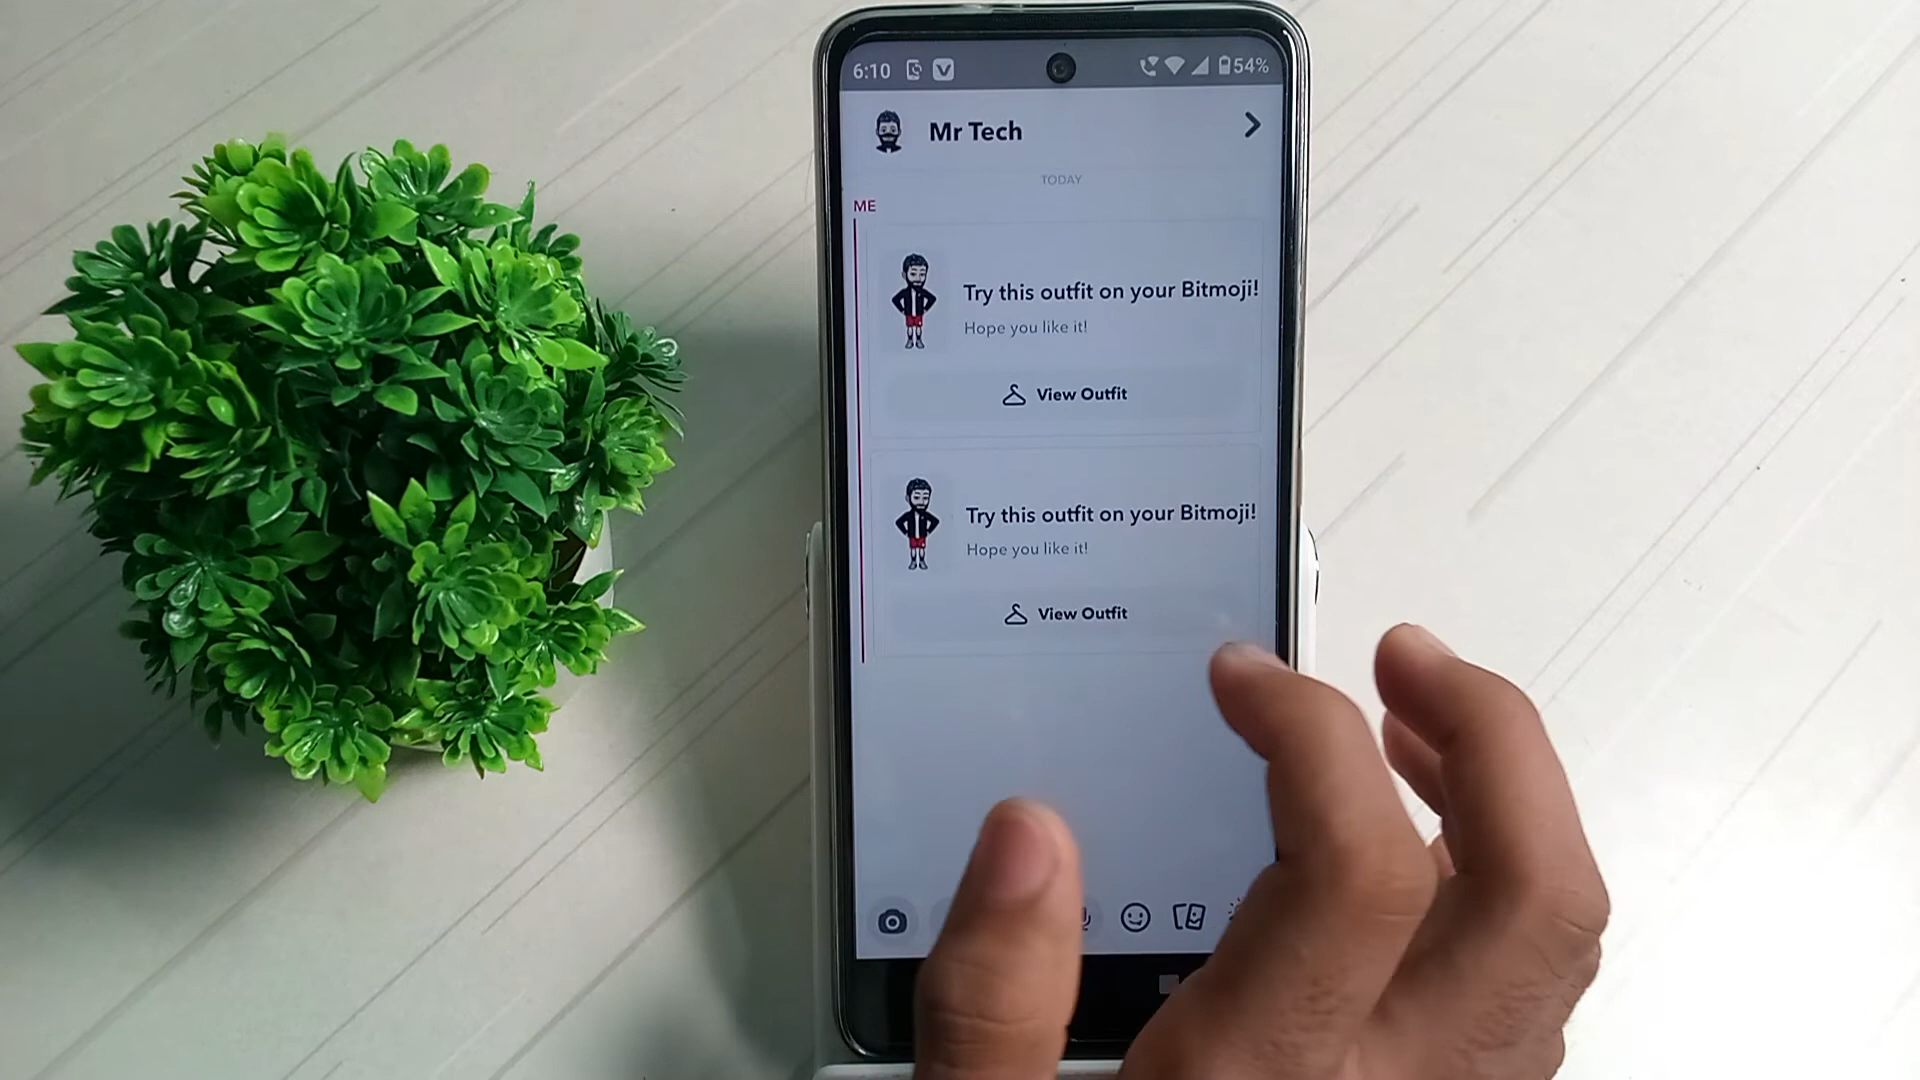 6:10
54%
Mr Tech
TODAY
ME
Try this outfit on your Bitmoji!
Hope you like it!
View Outfit
Try this outfit on your Bitmoji!
Hope you like it!
View Outfit